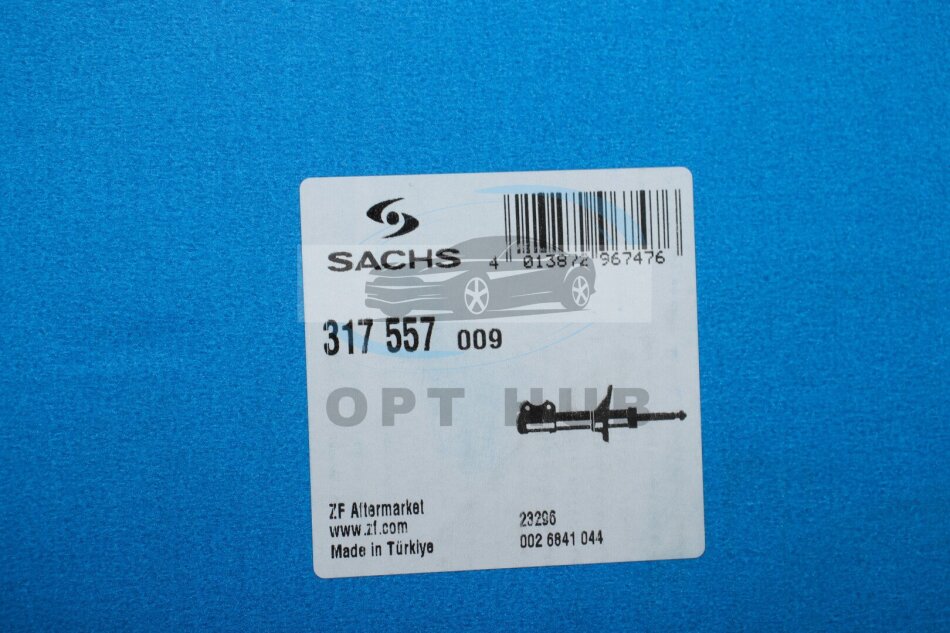 SACHS
4 013872 967476
317 557 009
OPT HUB
ZF Aftermarket
www.zf.com
Made in Türkiye
23296
002 6841 044